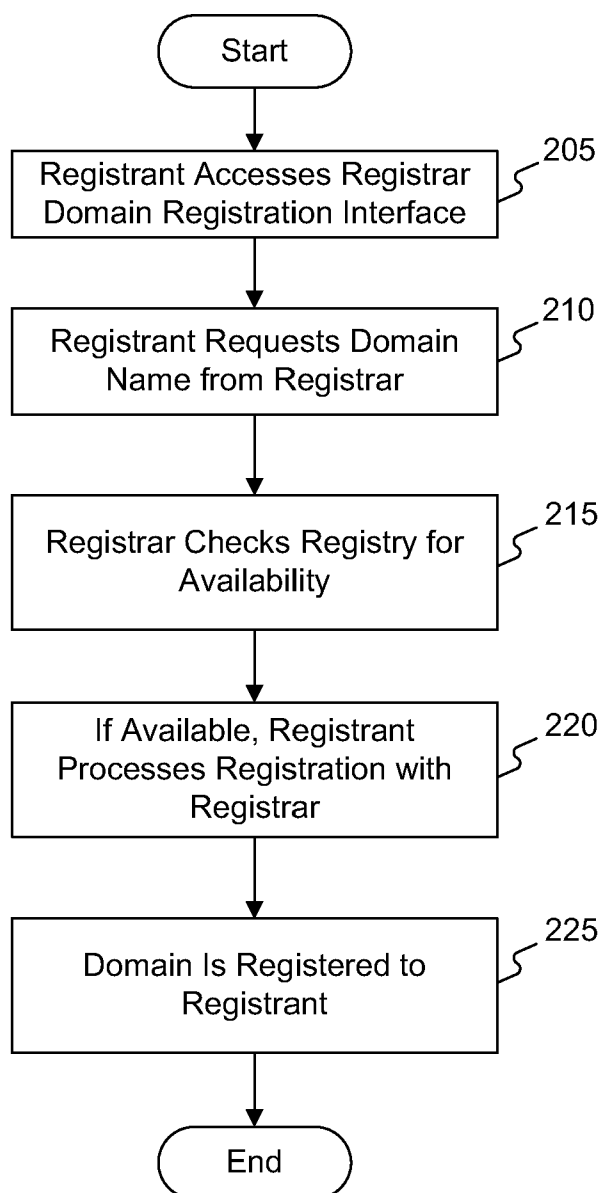 Start
205
Registrant Accesses Registrar
Domain Registration Interface
210
Registrant Requests Domain
Name from Registrar
215
Registrar Checks Registry for
Availability
220
If Available, Registrant
Processes Registration with
Registrar
225
Domain Is Registered to
Registrant
End